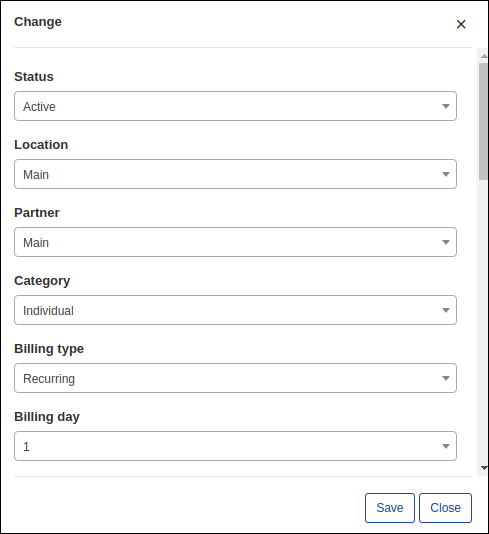 Change
×
Status
Active
Location
Main
Partner
Main
Category
Individual
Billing type
Recurring
Billing day
1
Save Close